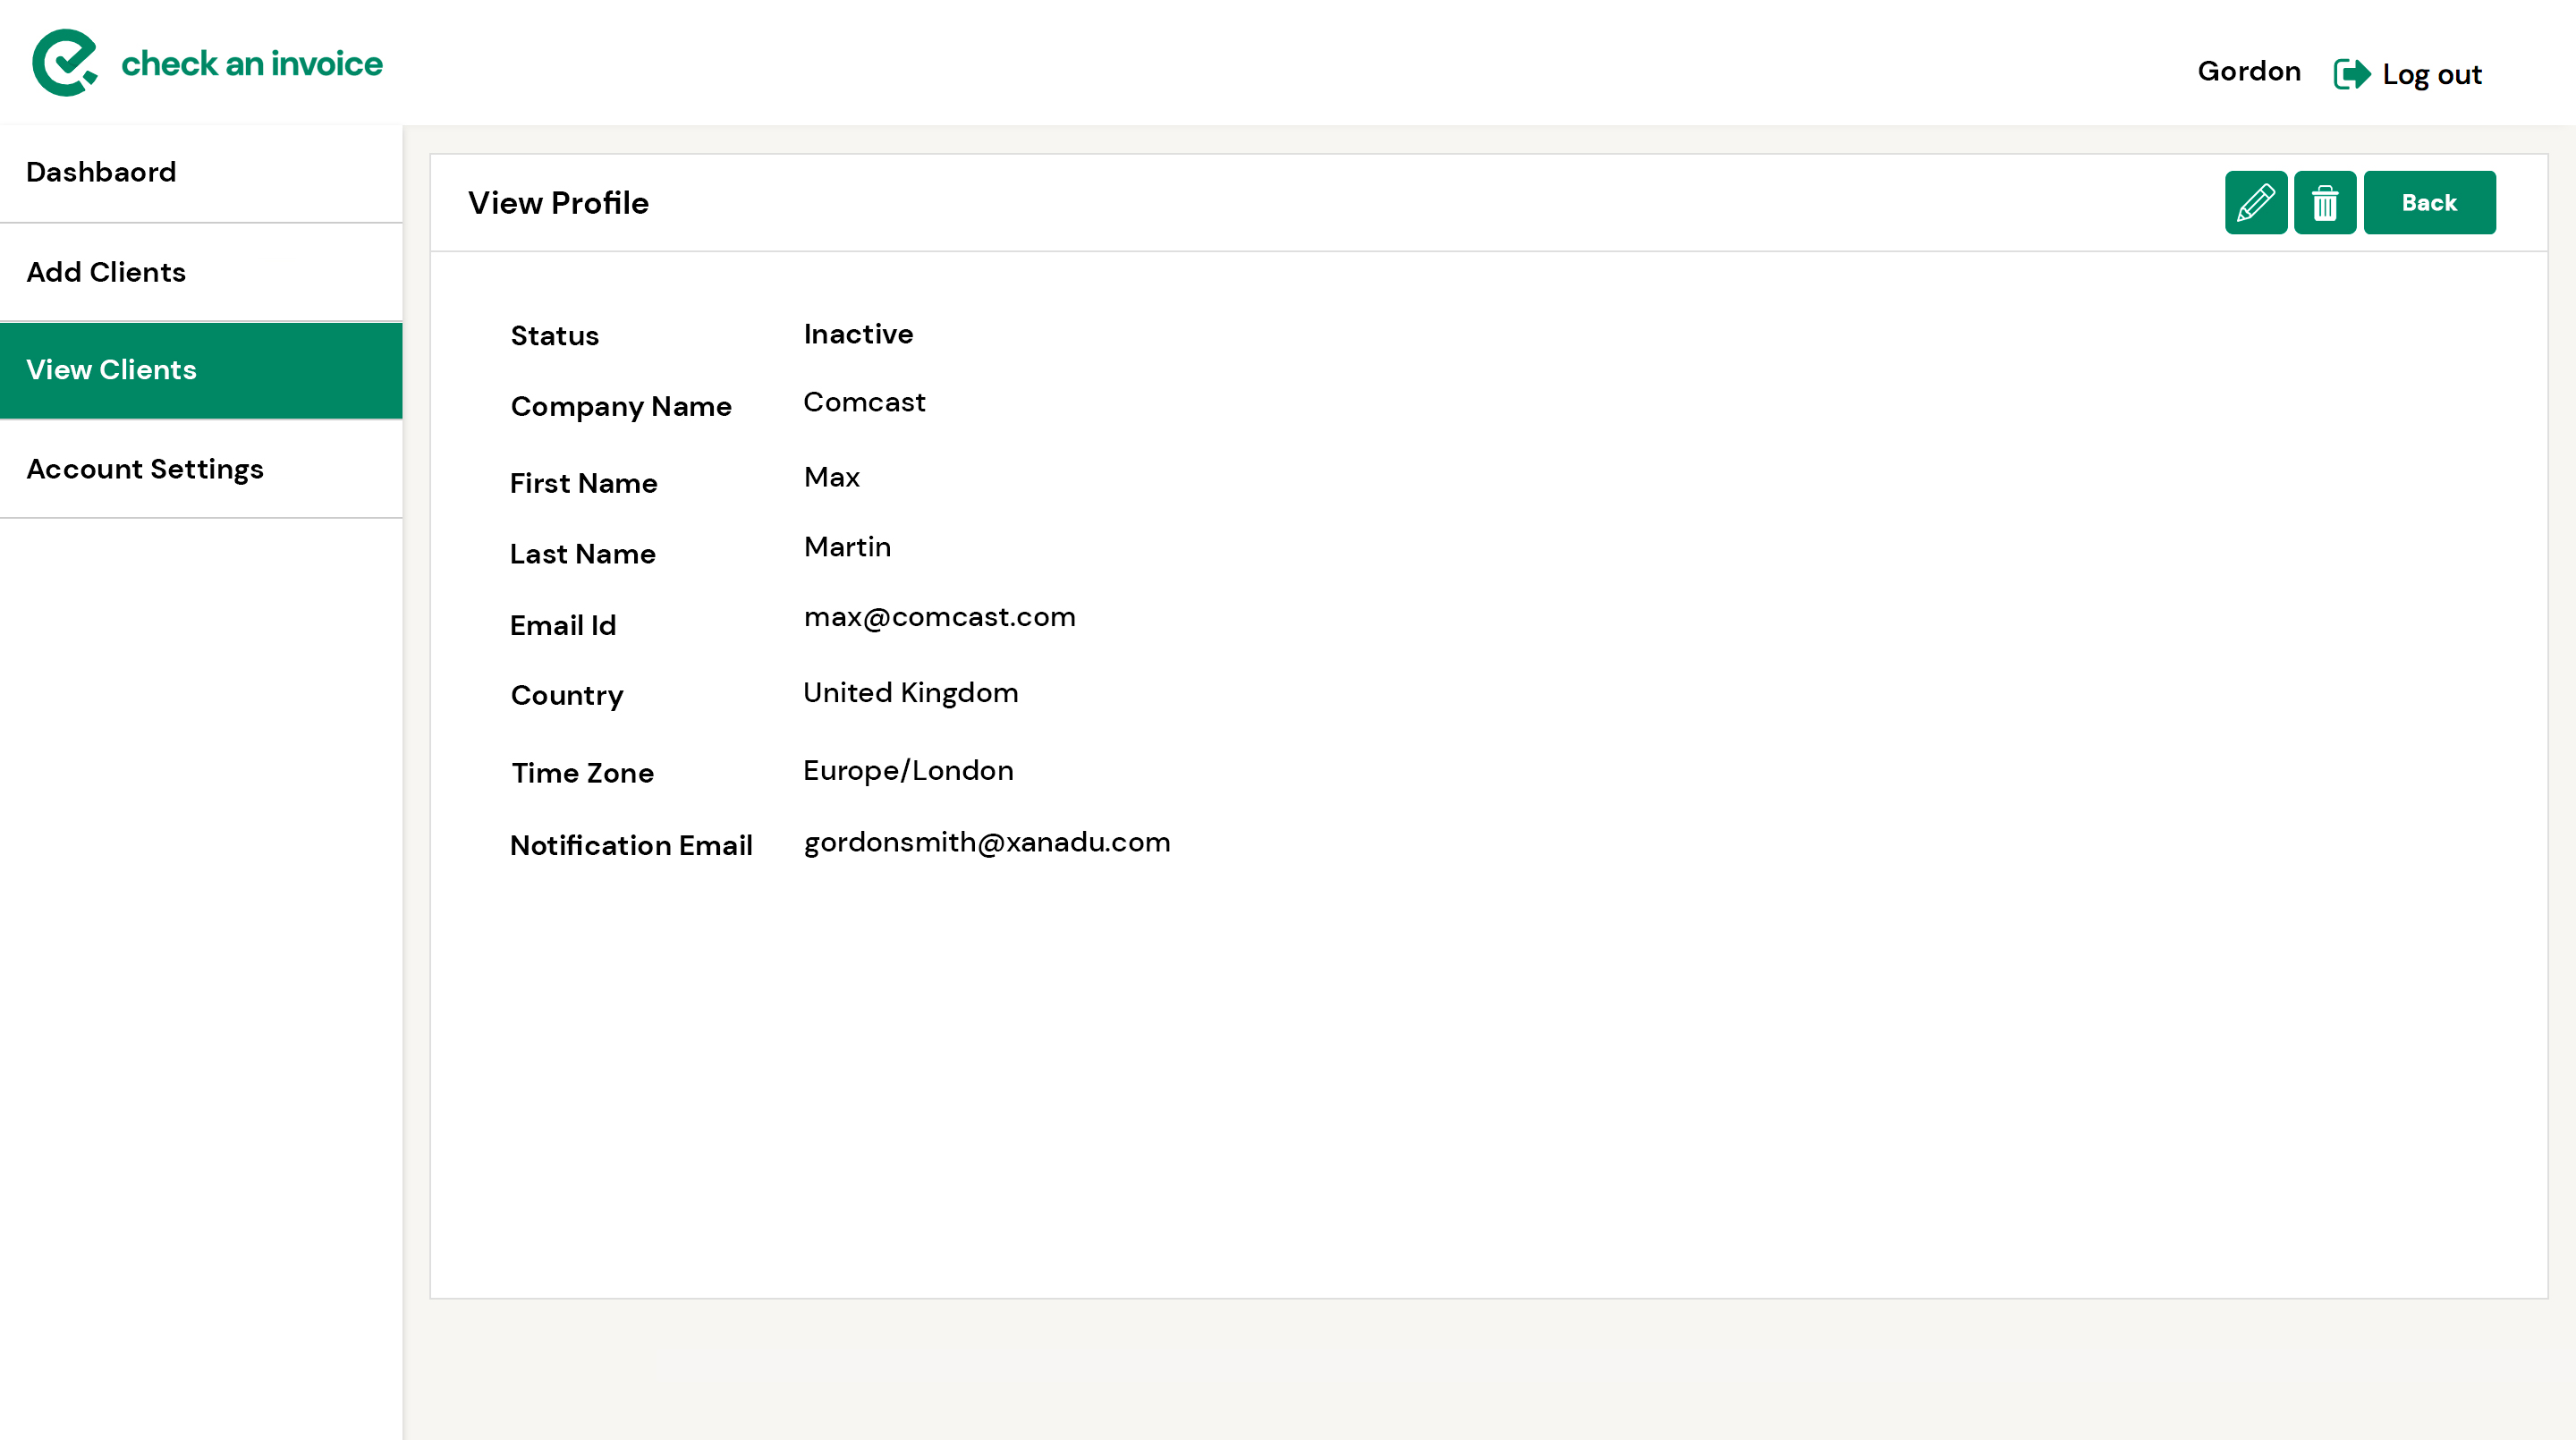 check an invoice
Gordon
Log out
Dashbaord
Add Clients
View Clients
Account Settings
View Profile
Back
Status Inactive
Company Name Comcast
First Name Max
Last Name Martin
Email Id max@comcast.com
Country United Kingdom
Time Zone Europe/London
Notification Email gordonsmith@xanadu.com